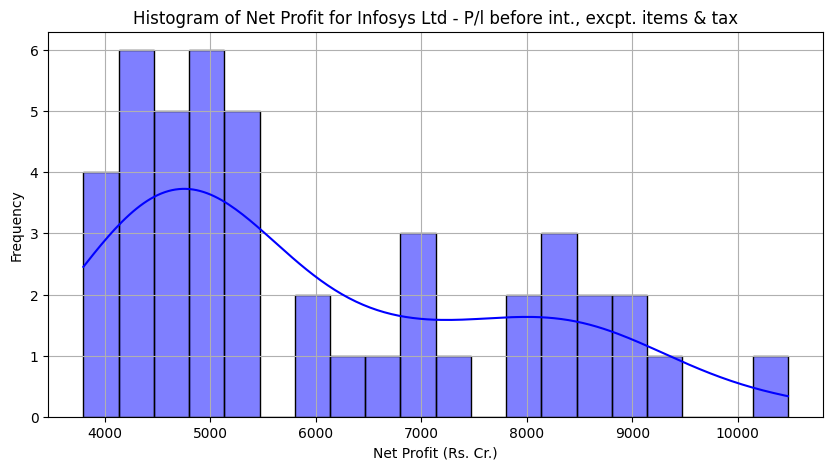 Histogram of Net Profit for Infosys Ltd - P/l before int., excpt. items & tax
6
5
4
3
2
1
0
Frequency
4000 5000 6000 7000 8000 9000 10000
Net Profit (Rs. Cr.)